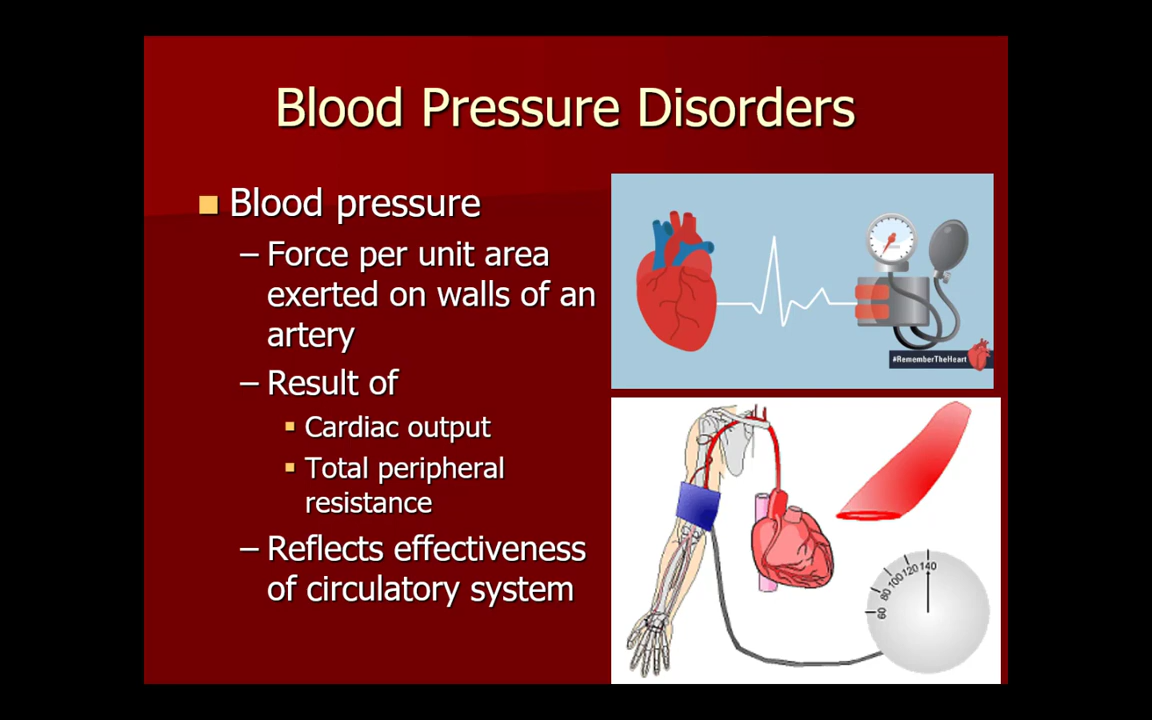 Blood Pressure Disorders
■ Blood pressure
– Force per unit area
exerted on walls of an
artery
– Result of
▪ Cardiac output
▪ Total peripheral
resistance
– Reflects effectiveness
of circulatory system
#RememberTheHeart
60
80
100
120
140